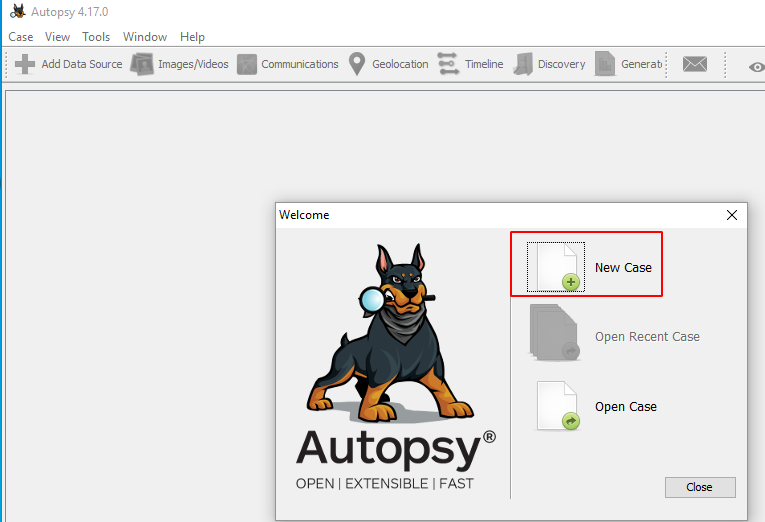 Autopsy 4.17.0
Case View Tools Window Help
Add Data Source Images/Videos Communications Geolocation Timeline Discovery Generat
Welcome
New Case
Open Recent Case
Open Case
Autopsy®
OPEN | EXTENSIBLE | FAST
Close